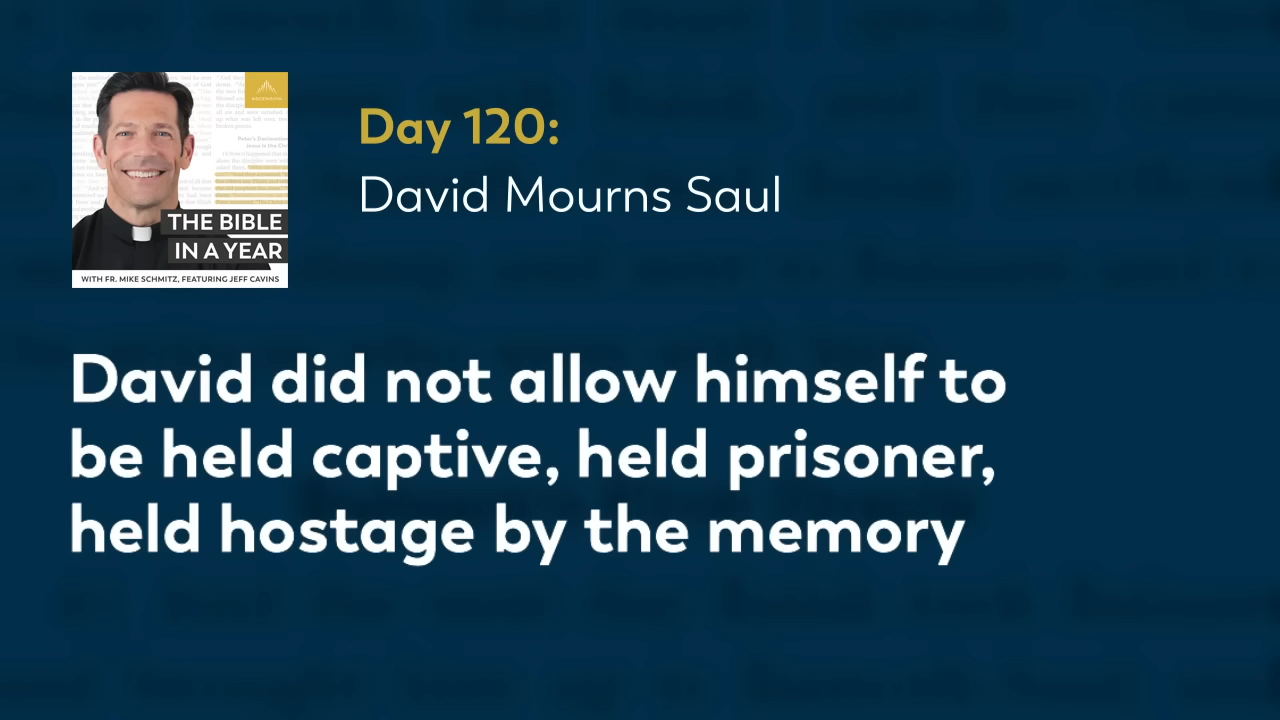 Day 120:
David Mourns Saul
ASCENSION
THE BIBLE
IN A YEAR
WITH FR. MIKE SCHMITZ, FEATURING JEFF CAVINS
David did not allow himself to
be held captive, held prisoner,
held hostage by the memory